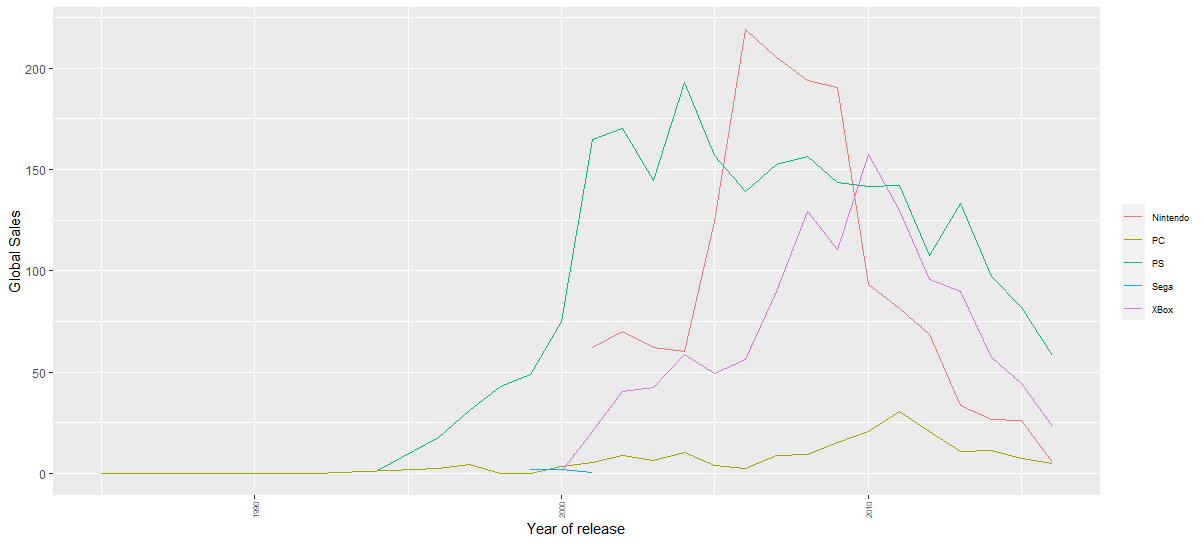 200
150
100
50
0
Global Sales
1990
2000
2010
Year of release
Nintendo
PC
PS
Sega
XBox